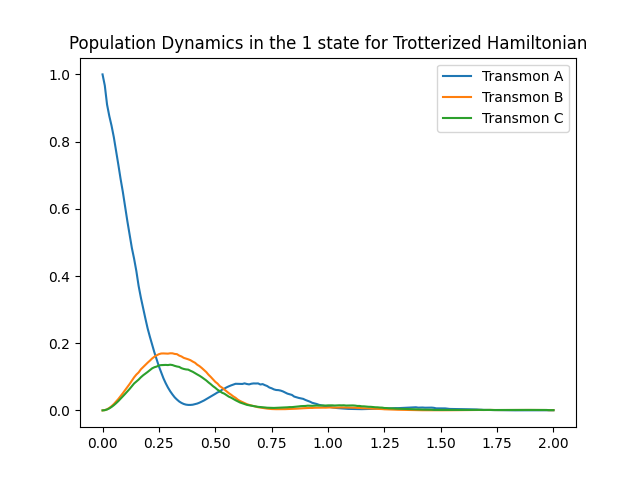 Population Dynamics in the 1 state for Trotterized Hamiltonian
Transmon A
Transmon B
Transmon C
1.0
0.8
0.6
0.4
0.2
0.0
0.00 0.25 0.50 0.75 1.00 1.25 1.50 1.75 2.00